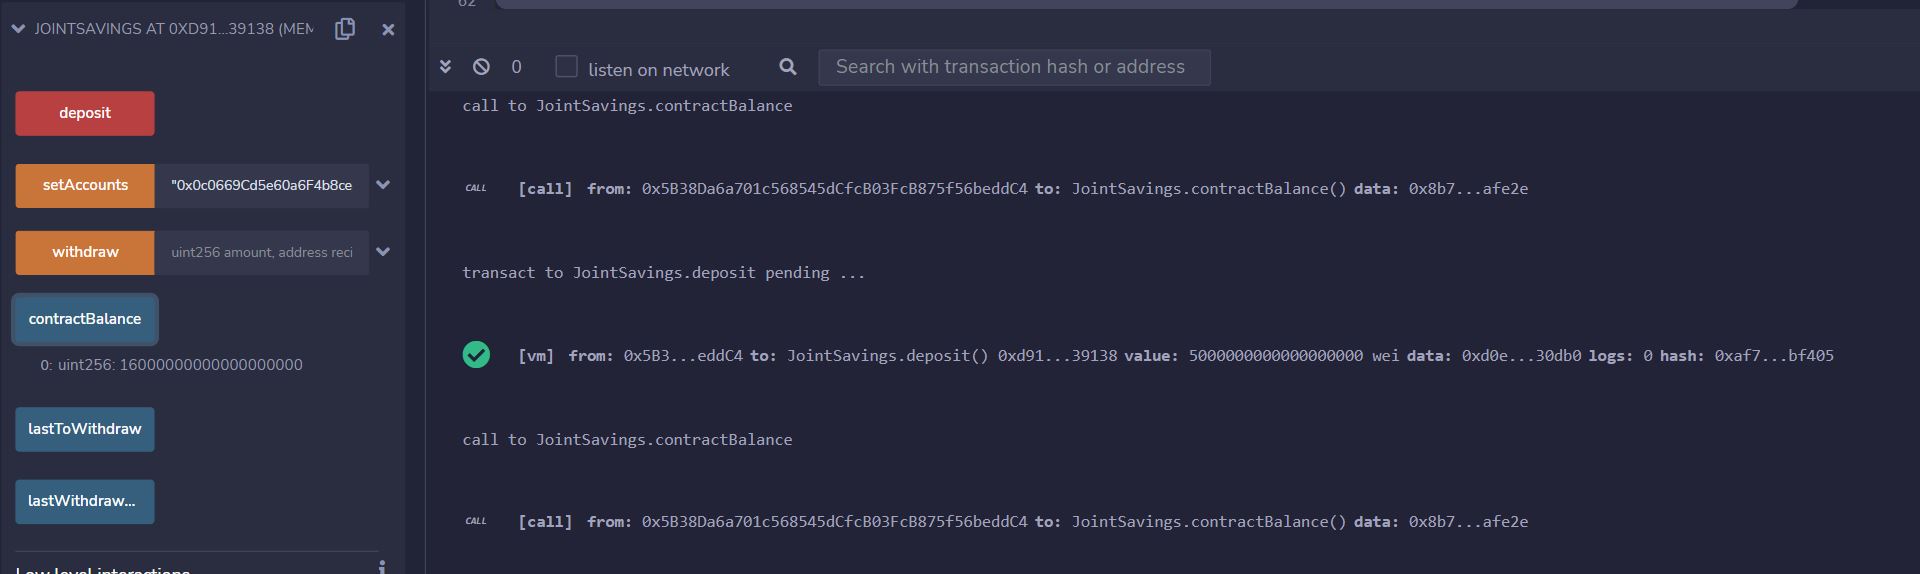 62
JOINTSAVINGS AT 0XD91...39138 (MEM
0
listen on network
Search with transaction hash or address
deposit
setAccounts
"0x0c0669Cd5e60a6F4b8ce
withdraw
uint256 amount, address reci
contractBalance
0: uint256: 16000000000000000000
lastToWithdraw
lastWithdraw...
Low level interactions
call to JointSavings.contractBalance
CALL [call] from: 0x5B38Da6a701c568545dCfcB03FcB875f56beddC4 to: JointSavings.contractBalance() data: 0x8b7...afe2e
transact to JointSavings.deposit pending ...
[vm] from: 0x5B3...eddC4 to: JointSavings.deposit() 0xd91...39138 value: 5000000000000000000 wei data: 0xd0e...30db0 logs: 0 hash: 0xaf7...bf405
call to JointSavings.contractBalance
CALL [call] from: 0x5B38Da6a701c568545dCfcB03FcB875f56beddC4 to: JointSavings.contractBalance() data: 0x8b7...afe2e